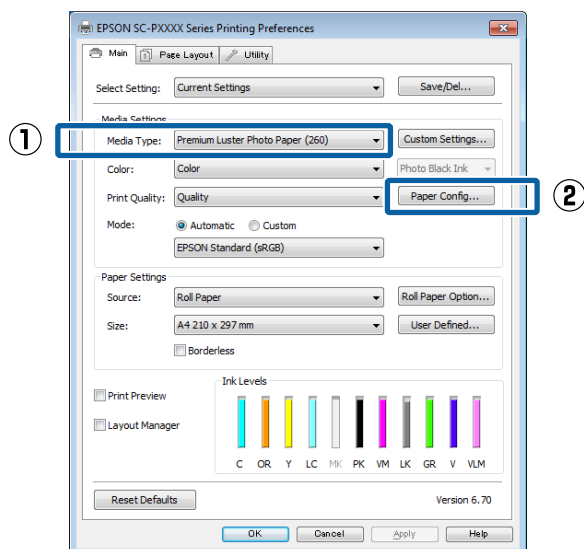 EPSON SC-PXXXX Series Printing Preferences
Main Page Layout Utility
Select Setting: Current Settings Save/Del...
Media Settings
① Media Type: Premium Luster Photo Paper (260) Custom Settings...
Color: Color Photo Black Ink
Print Quality: Quality Paper Config... ②
Mode: Automatic Custom
EPSON Standard (sRGB)
Paper Settings
Source: Roll Paper Roll Paper Option...
Size: A4 210 x 297 mm User Defined...
Borderless
Ink Levels
Print Preview
Layout Manager
C OR Y LC MK PK VM LK GR V VLM
Reset Defaults Version 6.70
OK Cancel Apply Help